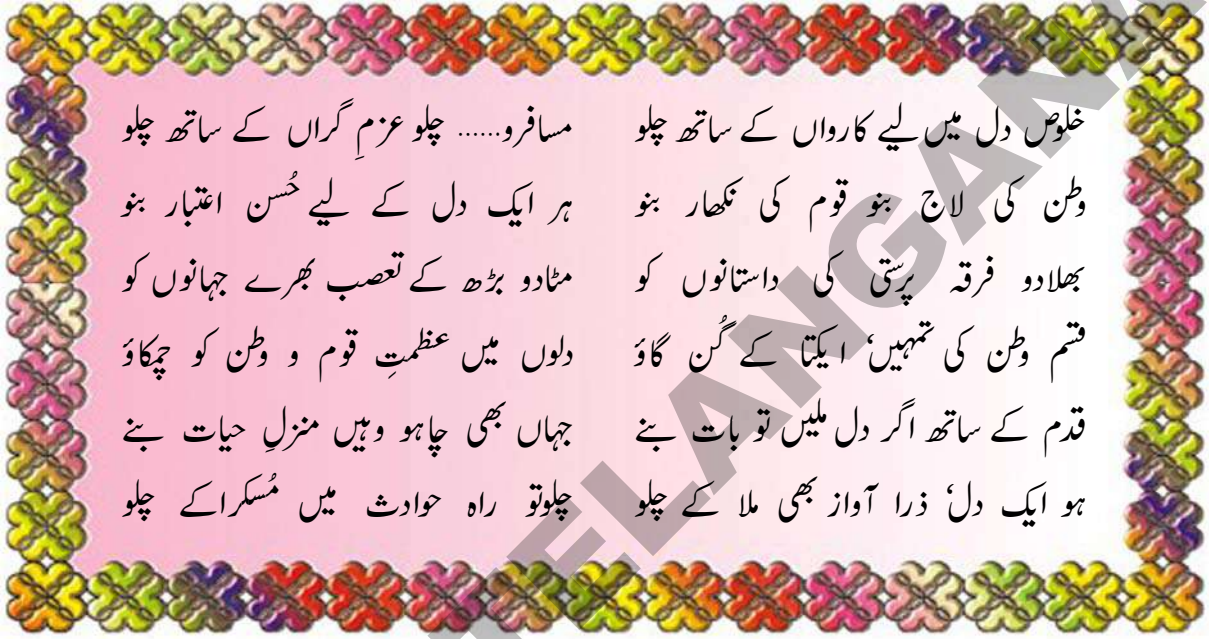 خلوص دل میں لیے کارواں کے ساتھ چلو مسافرو...... چلو عزمِ گراں کے ساتھ چلو
وطن کی لاج بنو قوم کی نکھار بنو ہر ایک دل کے لیے حُسن اعتبار بنو
بھلادو فرقہ پرستی کی داستانوں کو مٹادو بڑھ کے تعصب بھرے جہانوں کو
قسم وطن کی تمہیں، ایکتا کے گُن گاؤ دلوں میں عظمتِ قوم و وطن کو چمکاؤ
قدم کے ساتھ اگر دل ملیں تو بات بنے جہاں بھی چاہو وہیں منزلِ حیات بنے
ہو ایک دل، ذرا آواز بھی ملا کے چلو چلوتو راہ حوادث میں مُسکراکے چلو
TELANGANA